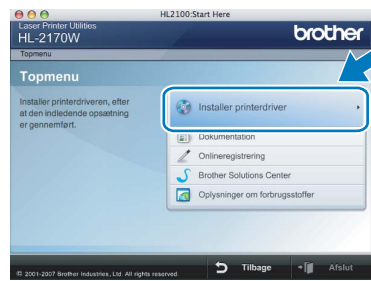 HL2100:Start Here
Laser Printer Utilities
HL-2170W
brother
Topmenu
Topmenu
Installer printerdriveren, efter
at den indledende opsætning
er gennemført.
Installer printerdriver
Dokumentation
Onlineregistrering
Brother Solutions Center
Oplysninger om forbrugsstoffer
© 2001-2007 Brother Industries, Ltd. All rights reserved
Tilbage
Afslut